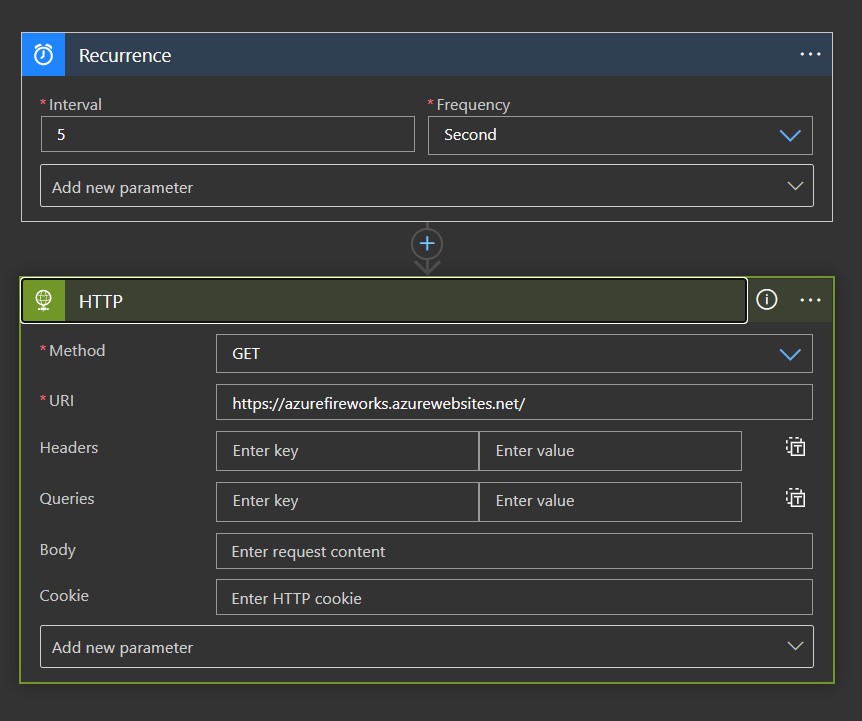 Recurrence
* Interval
* Frequency
5
Second
Add new parameter
HTTP
* Method
GET
* URI
https://azurefireworks.azurewebsites.net/
Headers
Enter key
Enter value
Queries
Enter key
Enter value
Body
Enter request content
Cookie
Enter HTTP cookie
Add new parameter